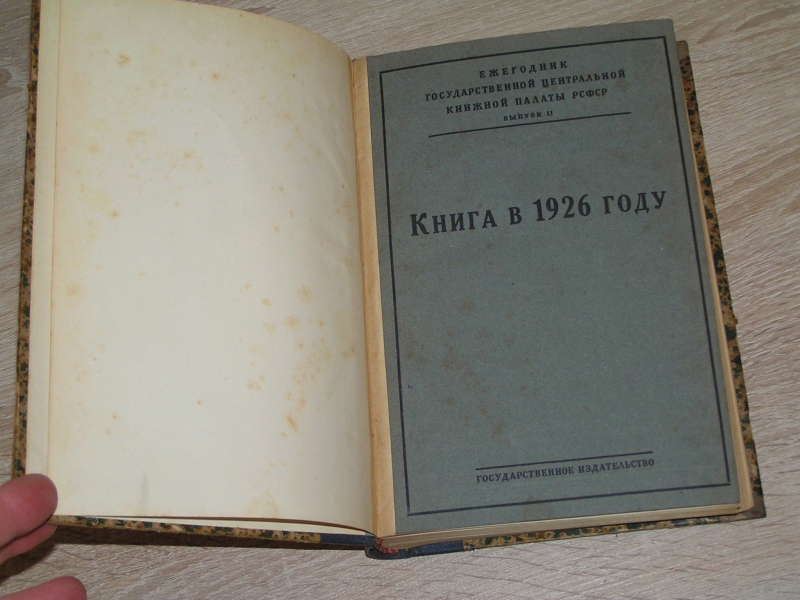 ЕЖЕГОДНИК
ГОСУДАРСТВЕННОЙ ЦЕНТРАЛЬНОЙ
КНИЖНОЙ ПАЛАТЫ РСФСР
ВЫПУСК II
КНИГА В 1926 ГОДУ
ГОСУДАРСТВЕННОЕ ИЗДАТЕЛЬСТВО